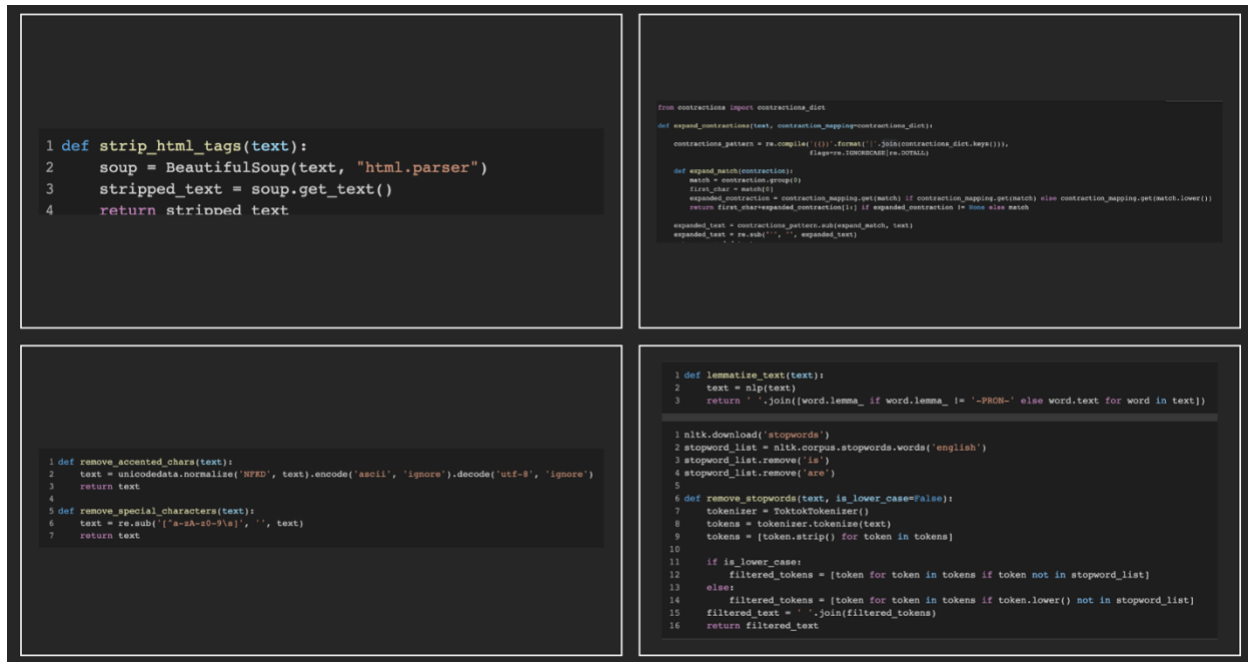 1 def strip_html_tags(text):
2 soup = BeautifulSoup(text, "html.parser")
3 stripped_text = soup.get_text()
4 return stripped_text
from contractions import contractions_dict
def expand_contractions(text, contraction_mapping=contractions_dict):
contractions_pattern = re.compile('({})'.format('|'.join(contractions_dict.keys())),
flags=re.IGNORECASE|re.DOTALL)
def expand_match(contraction):
match = contraction.group(0)
first_char = match[0]
expanded_contraction = contraction_mapping.get(match) if contraction_mapping.get(match) else contraction_mapping.get(match.lower())
return first_char+expanded_contraction[1:] if expanded_contraction != None else match
expanded_text = contractions_pattern.sub(expand_match, text)
expanded_text = re.sub("'", "", expanded_text)
1 def remove_accented_chars(text):
2 text = unicodedata.normalize('NFKD', text).encode('ascii', 'ignore').decode('utf-8', 'ignore')
3 return text
4
5 def remove_special_characters(text):
6 text = re.sub('[^a-zA-z0-9\s]', '', text)
7 return text
1 def lemmatize_text(text):
2 text = nlp(text)
3 return ' '.join([word.lemma_ if word.lemma_ != '-PRON-' else word.text for word in text])
1 nltk.download('stopwords')
2 stopword_list = nltk.corpus.stopwords.words('english')
3 stopword_list.remove('is')
4 stopword_list.remove('are')
5
6 def remove_stopwords(text, is_lower_case=False):
7 tokenizer = ToktokTokenizer()
8 tokens = tokenizer.tokenize(text)
9 tokens = [token.strip() for token in tokens]
10
11 if is_lower_case:
12 filtered_tokens = [token for token in tokens if token not in stopword_list]
13 else:
14 filtered_tokens = [token for token in tokens if token.lower() not in stopword_list]
15 filtered_text = ' '.join(filtered_tokens)
16 return filtered_text